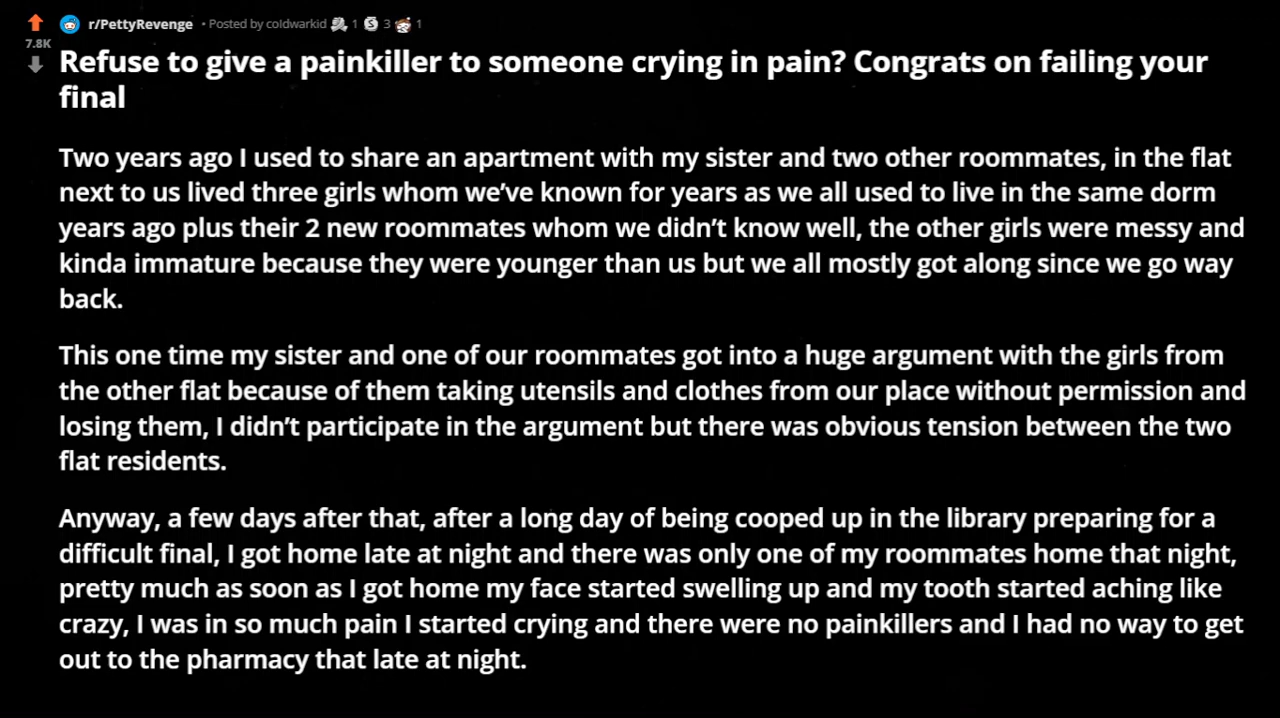 r/PettyRevenge • Posted by coldwarkid 1 3 1
7.8K
Refuse to give a painkiller to someone crying in pain? Congrats on failing your
final
Two years ago I used to share an apartment with my sister and two other roommates, in the flat
next to us lived three girls whom we've known for years as we all used to live in the same dorm
years ago plus their 2 new roommates whom we didn't know well, the other girls were messy and
kinda immature because they were younger than us but we all mostly got along since we go way
back.
This one time my sister and one of our roommates got into a huge argument with the girls from
the other flat because of them taking utensils and clothes from our place without permission and
losing them, I didn't participate in the argument but there was obvious tension between the two
flat residents.
Anyway, a few days after that, after a long day of being cooped up in the library preparing for a
difficult final, I got home late at night and there was only one of my roommates home that night,
pretty much as soon as I got home my face started swelling up and my tooth started aching like
crazy, I was in so much pain I started crying and there were no painkillers and I had no way to get
out to the pharmacy that late at night.